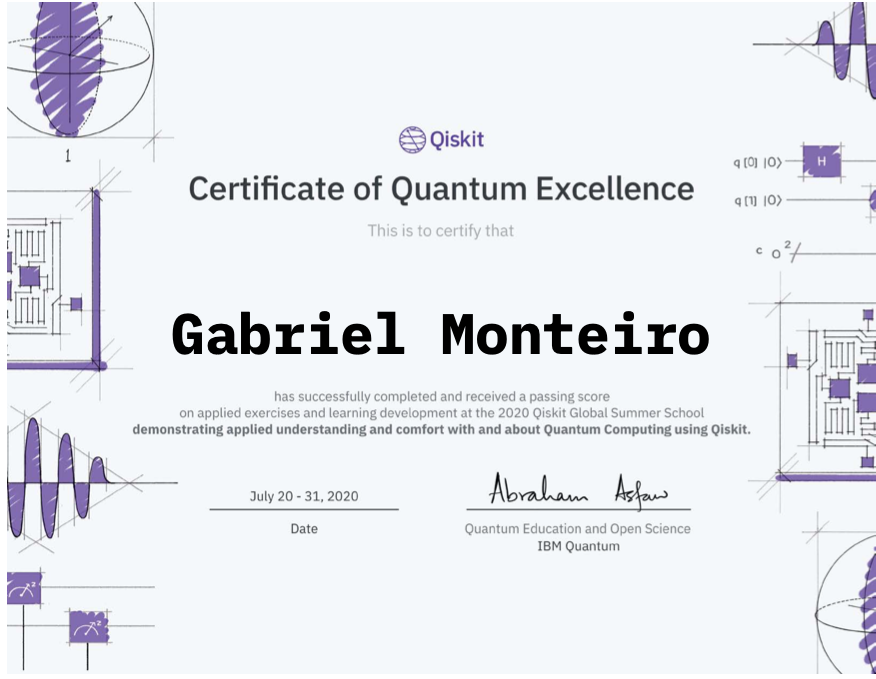 Qiskit
Certificate of Quantum Excellence
This is to certify that
Gabriel Monteiro
has successfully completed and received a passing score
on applied exercises and learning development at the 2020 Qiskit Global Summer School
demonstrating applied understanding and comfort with and about Quantum Computing using Qiskit.
July 20 - 31, 2020
Date
Abraham Asfaw
Quantum Education and Open Science
IBM Quantum
1
q [0] |0⟩ H
q [1] |0⟩
c 0 2/
z
z